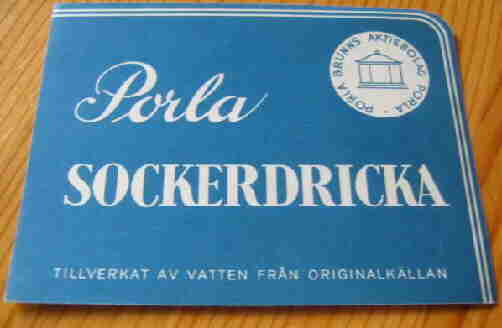 Porla
PORLA BRUNNS AKTIEBOLAG PORLA -
SOCKERDRICKA
TILLVERKAT AV VATTEN FRÅN ORIGINALKÄLLAN